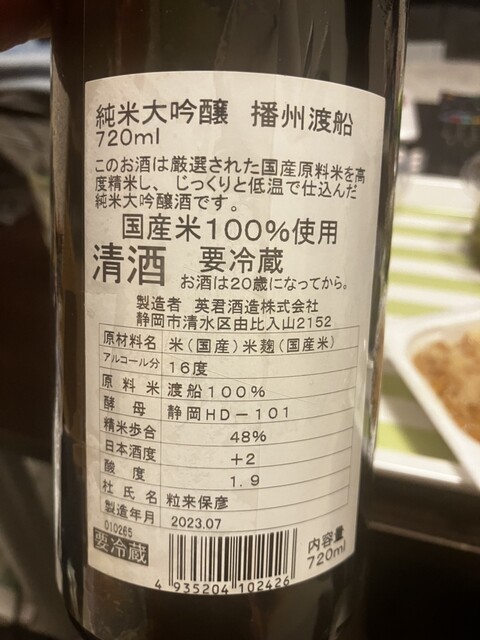 純米大吟醸 播州渡船
720ml
このお酒は厳選された国産原料米を高
度精米し、じっくりと低温で仕込んだ
純米大吟醸酒です。
国産米100%使用
清酒 要冷蔵 お酒は20歳になってから。
製造者 英君酒造株式会社
静岡市清水区由比入山2152
原材料名 米(国産)米麹(国産米)
アルコール分 16度
原料米 渡船100%
酵母 静岡HD-101
精米歩合 48%
日本酒度 +2
酸度 1.9
杜氏名 粒来保彦
製造年月 2023.07
010265
要冷蔵
4 935204 102426
内容量
720ml